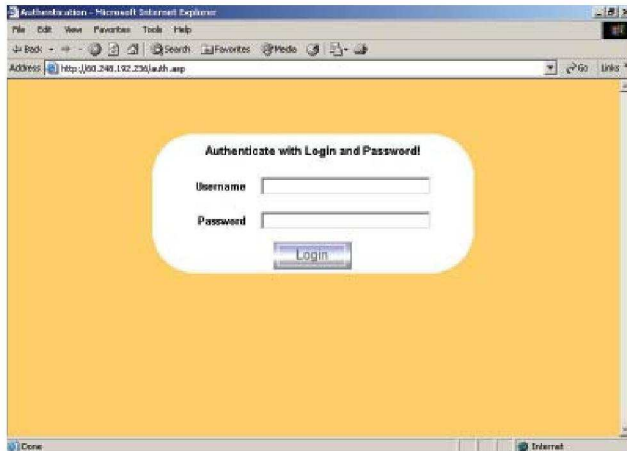 Authentication - Microsoft Internet Explorer
File Edit View Favorites Tools Help
Back Search Favorites Media
Address http://60.248.192.236/auth.asp Go Links
Authenticate with Login and Password!
Username
Password
Login
Done Internet